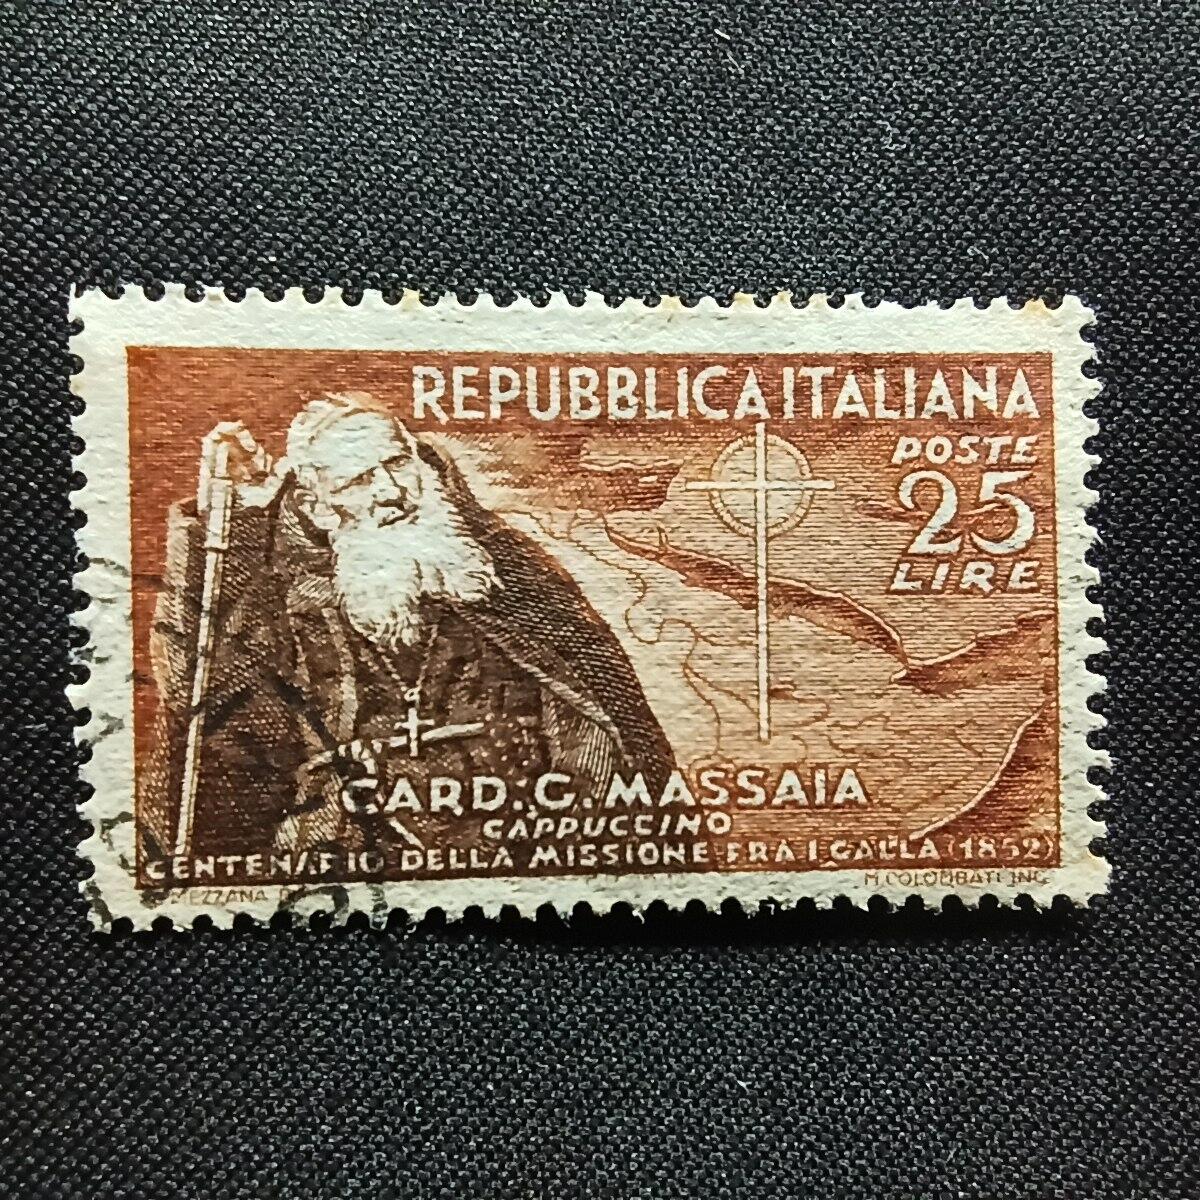 REPUBBLICA ITALIANA
POSTE
25
LIRE
CARD. G. MASSAIA
CAPPUCCINO
CENTENARIO DELLA MISSIONE FRA I GALLA (1852)
MEZZANA
M. COLOMBATI INC.